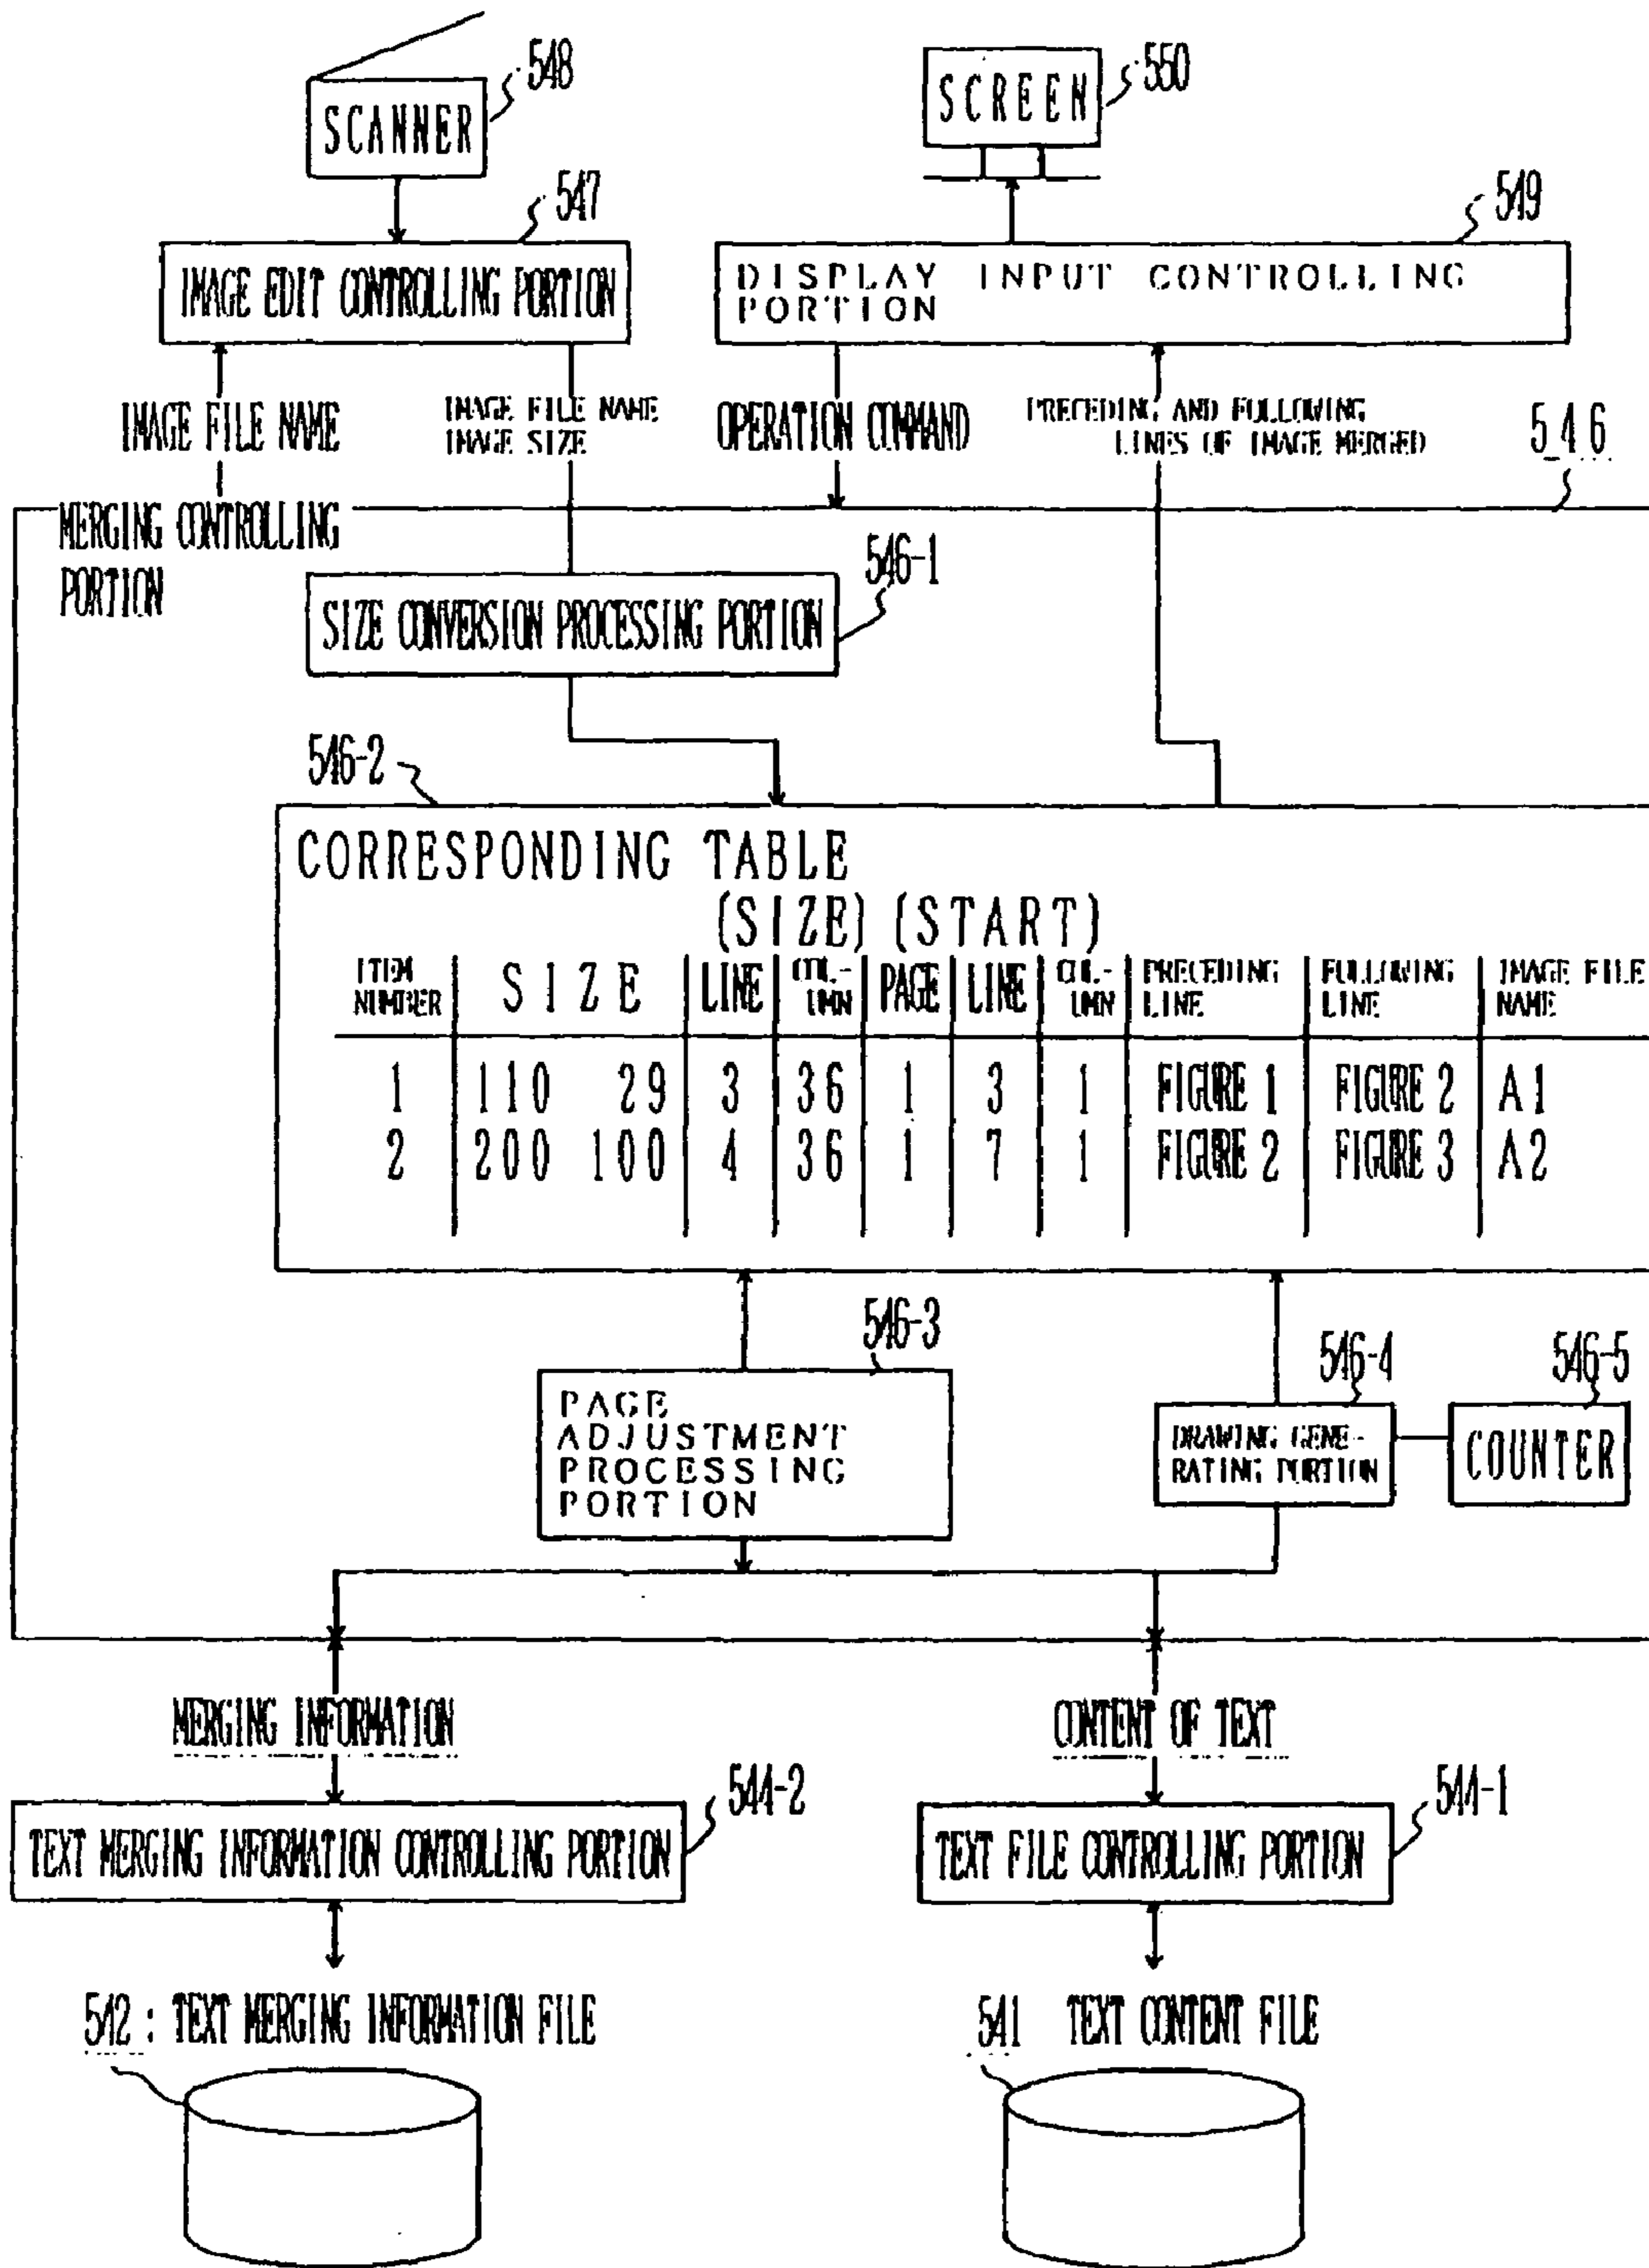 548
SCANNER
550
SCREEN
547
549
IMAGE EDIT CONTROLLING PORTION
DISPLAY INPUT CONTROLLING
PORTION
IMAGE FILE NAME
IMAGE FILE NAME
IMAGE SIZE
OPERATION COMMAND
PRECEDING AND FOLLOWING
LINES OF IMAGE MERGED
546
MERGING CONTROLLING
PORTION
546-1
SIZE CONVERSION PROCESSING PORTION
546-2
CORRESPONDING TABLE
(SIZE) (START)
ITEM NUMBER SIZE LINE COL-UMN PAGE LINE COL-UMN PRECEDING LINE FOLLOWING LINE IMAGE FILE NAME
1 110 29 3 36 1 3 1 FIGURE 1 FIGURE 2 A1
2 200 100 4 36 1 7 1 FIGURE 2 FIGURE 3 A2
546-3
PAGE
ADJUSTMENT
PROCESSING
PORTION
546-4
DRAWING GENE-
RATING PORTION
546-5
COUNTER
MERGING INFORMATION
CONTENT OF TEXT
544-2
TEXT MERGING INFORMATION CONTROLLING PORTION
544-1
TEXT FILE CONTROLLING PORTION
542 : TEXT MERGING INFORMATION FILE
541 TEXT CONTENT FILE